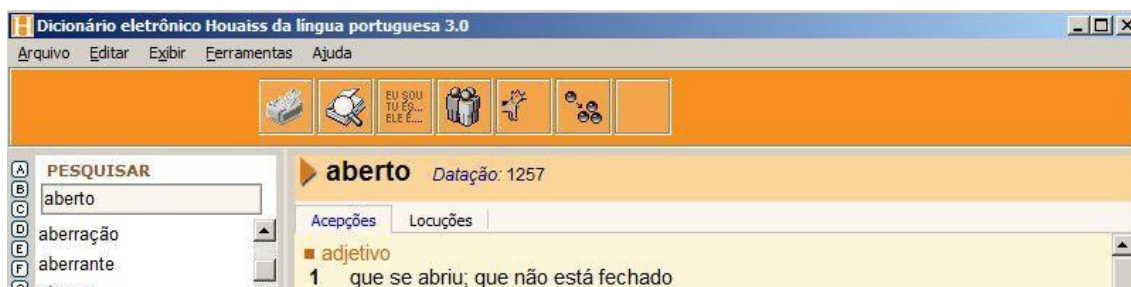 Dicionário eletrônico Houaiss da língua portuguesa 3.0
Arquivo Editar Exibir Ferramentas Ajuda
EU SOU
TU ÉS...
ELE É....
PESQUISAR
aberto
aberração
aberrante
A
B
C
D
E
F
aberto Datação: 1257
Acepções Locuções
adjetivo
1 que se abriu; que não está fechado